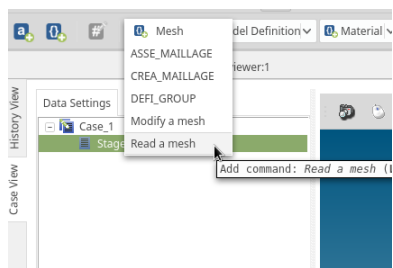 Mesh
del Definition
Material
ASSE_MAILLAGE
iewer:1
CREA_MAILLAGE
DEFI_GROUP
Data Settings
Modify a mesh
Case_1
Stage
Read a mesh
Add command: Read a mesh (
History View
Case View